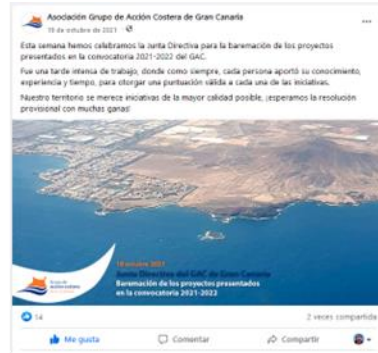 Asociación Grupo de Acción Costera de Gran Canaria
18 de octubre de 2021 ·
Esta semana hemos celebramos la Junta Directiva para la baremación de los proyectos
presentados en la convocatoria 2021-2022 del GAC.
Fue una tarde intensa de trabajo, donde como siempre, cada persona aportó su conocimiento,
experiencia y tiempo, para otorgar una puntuación válida a cada una de las iniciativas.
Nuestro territorio se merece iniciativas de la mayor calidad posible, ¡esperamos la resolución
provisional con muchas ganas!
18 octubre 2021
Junta Directiva del GAC de Gran Canaria
Baremación de los proyectos presentados
en la convocatoria 2021-2022
Grupo de
acción costera
14
2 veces compartida
Me gusta
Comentar
Compartir